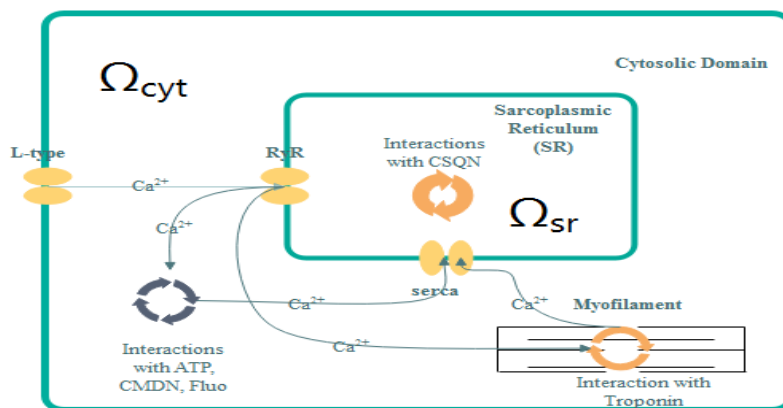 Ωcyt
Cytosolic Domain
Sarcoplasmic
Reticulum
(SR)
L-type
RyR
Interactions
with CSQN
Ca2+
Ωsr
Ca2+
serca
Ca2+
Ca2+
Myofilament
Ca2+
Interactions
with ATP,
CMDN, Fluo
Interaction with
Troponin